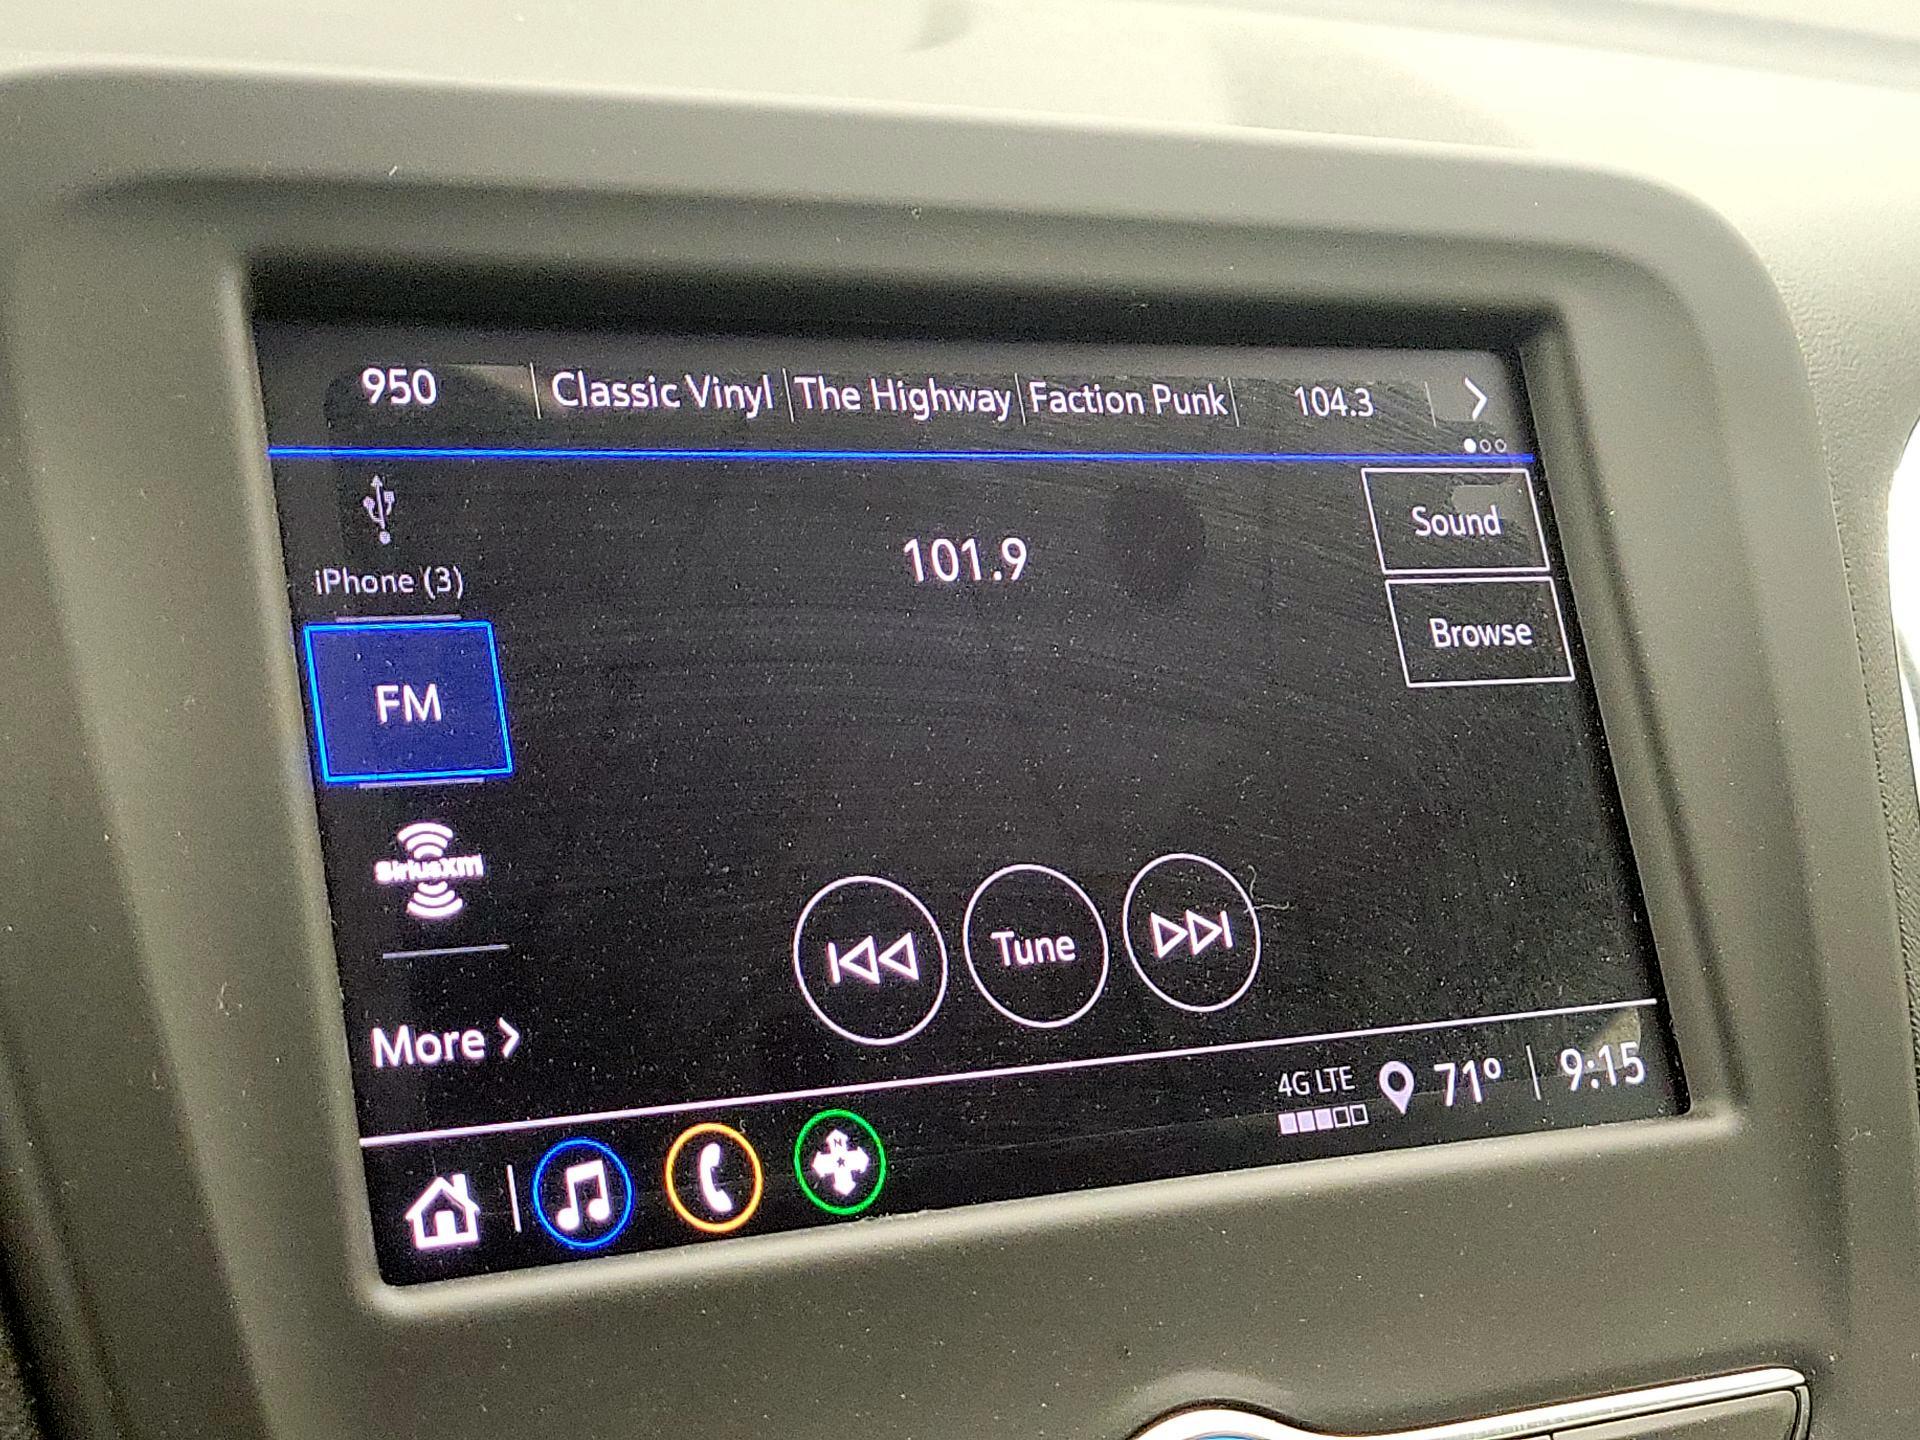 950 Classic Vinyl The Highway Faction Punk 104.3
Sound
101.9
iPhone (3)
Browse
FM
SiriusXM
Tune
More
4G LTE 71° 9:15
N